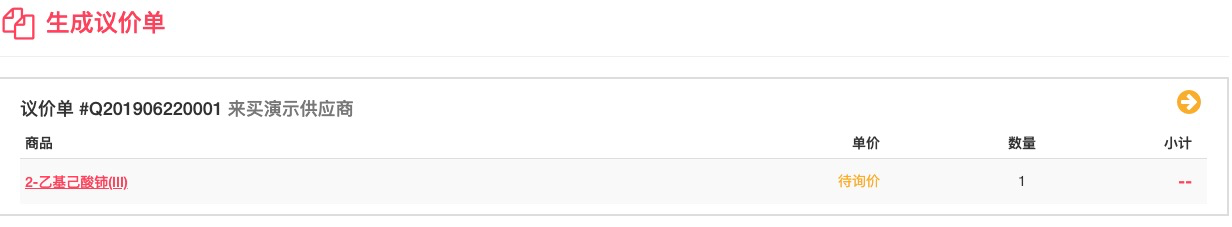 生成议价单
议价单 #Q201906220001 来买演示供应商
商品 单价 数量 小计
2-乙基己酸铈(III) 待询价 1 --